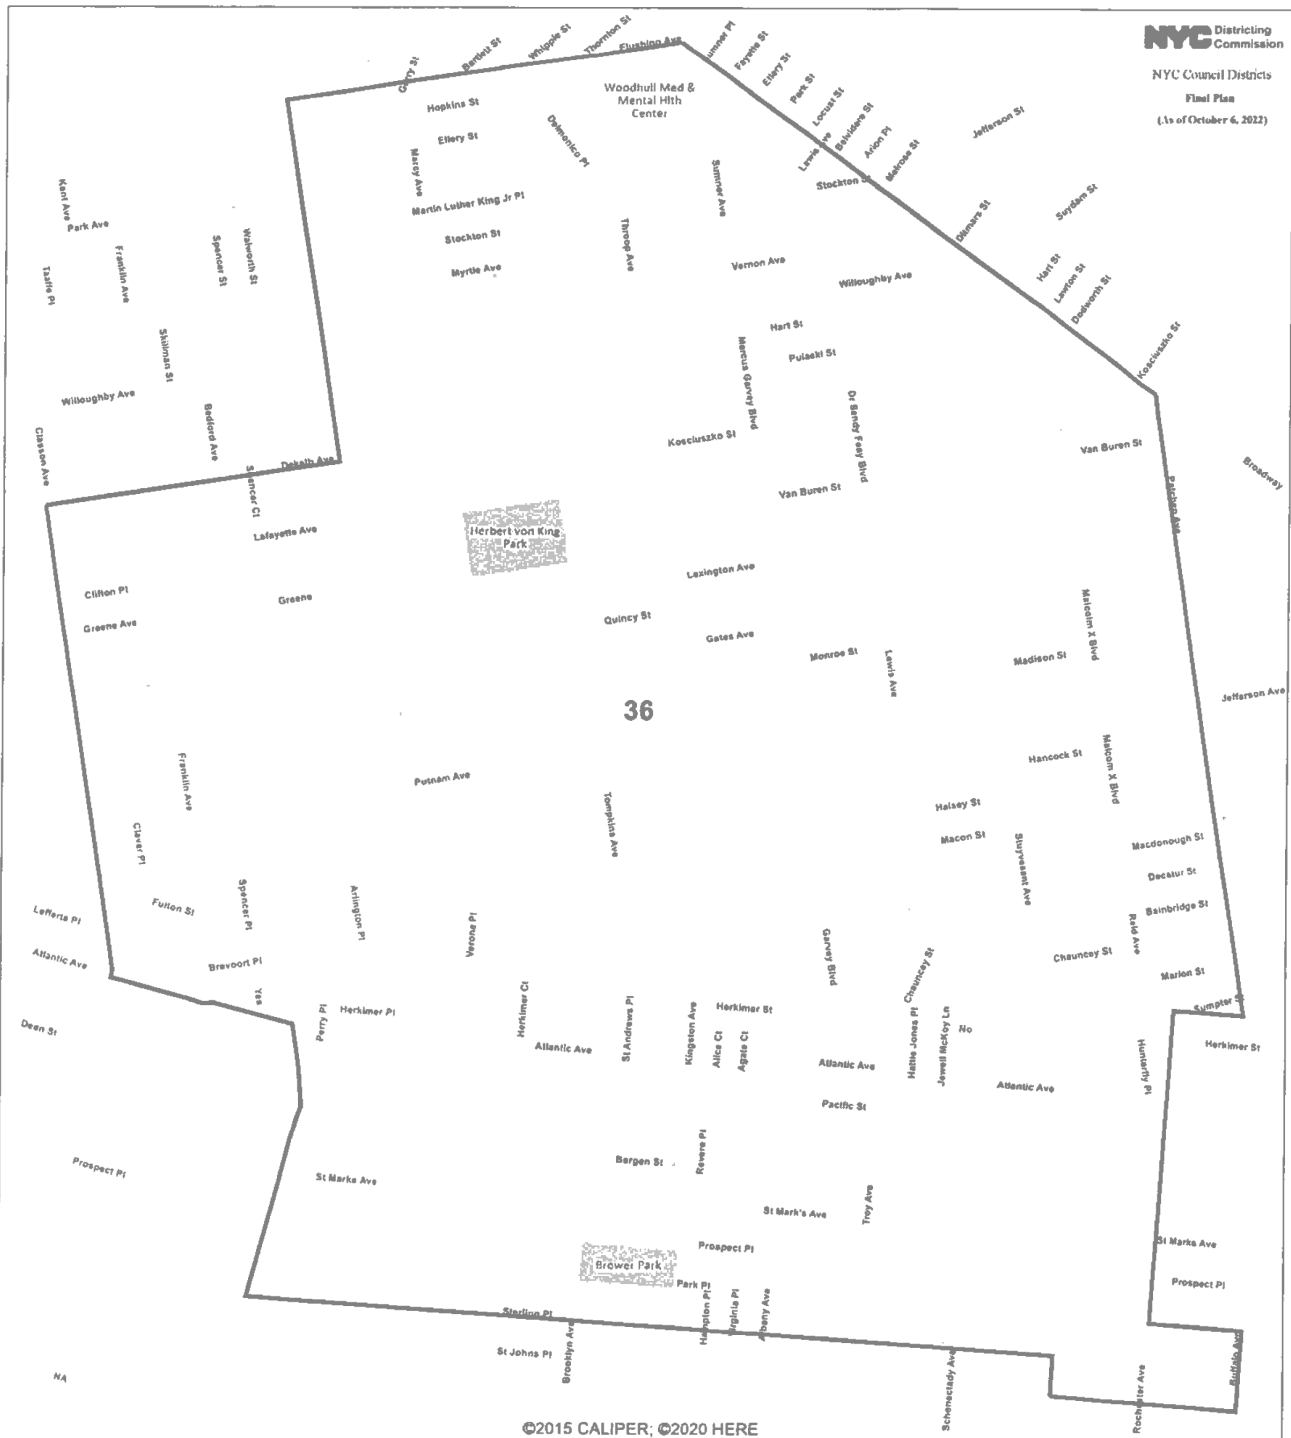 NYC Districting
Commission
NYC Council Districts
Final Plan
(As of October 6, 2022)
Gerry St
Bartlett St
Whipple St
Thornton St
Flushing Ave
umner Pl
Fayette St
Ellery St
Park St
Locust St
Lewis Ave
Belvidere St
Arion Pl
Melrose St
Jefferson St
Woodhull Med &
Mental Hlth
Center
Hopkins St
Ellery St
Delmonico Pl
Marcy Ave
Sumner Ave
Stockton St
Suydam St
Ditmars St
Martin Luther King Jr Pl
Stockton St
Throop Ave
Myrtle Ave
Vernon Ave
Willoughby Ave
Hart St
Lawton St
Dodworth St
Kosciuszko St
Kent Ave
Park Ave
Franklin Ave
Taaffe Pl
Spencer St
Walworth St
Skillman St
Hart St
Pulaski St
Marcus Garvey Blvd
Willoughby Ave
Bedford Ave
Classon Ave
Dr Sandy Feey Blvd
Kosciuszko St
Van Buren St
Dekalb Ave
Spencer Ct
Broadway
Van Buren St
Patchen Ave
Lafayette Ave
Herbert von King
Park
Lexington Ave
Clifton Pl
Greene
Greene Ave
Quincy St
Gates Ave
Malcolm X Blvd
Monroe St
Lewis Ave
Madison St
Jefferson Ave
36
Franklin Ave
Putnam Ave
Hancock St
Malcom X Blvd
Tompkins Ave
Halsey St
Macon St
Stuyvesant Ave
Macdonough St
Claver Pl
Decatur St
Spencer Pl
Arlington Pl
Lefferts Pl
Fulton St
Verona Pl
Bainbridge St
Reid Ave
Atlantic Ave
Brevoort Pl
Garvey Blvd
Chauncey St
Chauncey St
Marion St
Yes
Perry Pl
Herkimer Pl
Herkimer Ct
St Andrews Pl
Kingston Ave
Herkimer St
Alice Ct
Agate Ct
Hattie Jones Pl
Jewell McKoy Ln
No
Sumpter St
Dean St
Atlantic Ave
Atlantic Ave
Atlantic Ave
Herkimer St
Hunterfly Pl
Pacific St
Prospect Pl
St Marks Ave
Bergen St
Revere Pl
St Mark's Ave
Troy Ave
Prospect Pl
St Marks Ave
Brower Park
Park Pl
Prospect Pl
Sterling Pl
Hampton Pl
Virginia Pl
Albany Ave
St Johns Pl
Brooklyn Ave
Schenectady Ave
Rochester Ave
Buffalo Ave
NA
©2015 CALIPER; ©2020 HERE